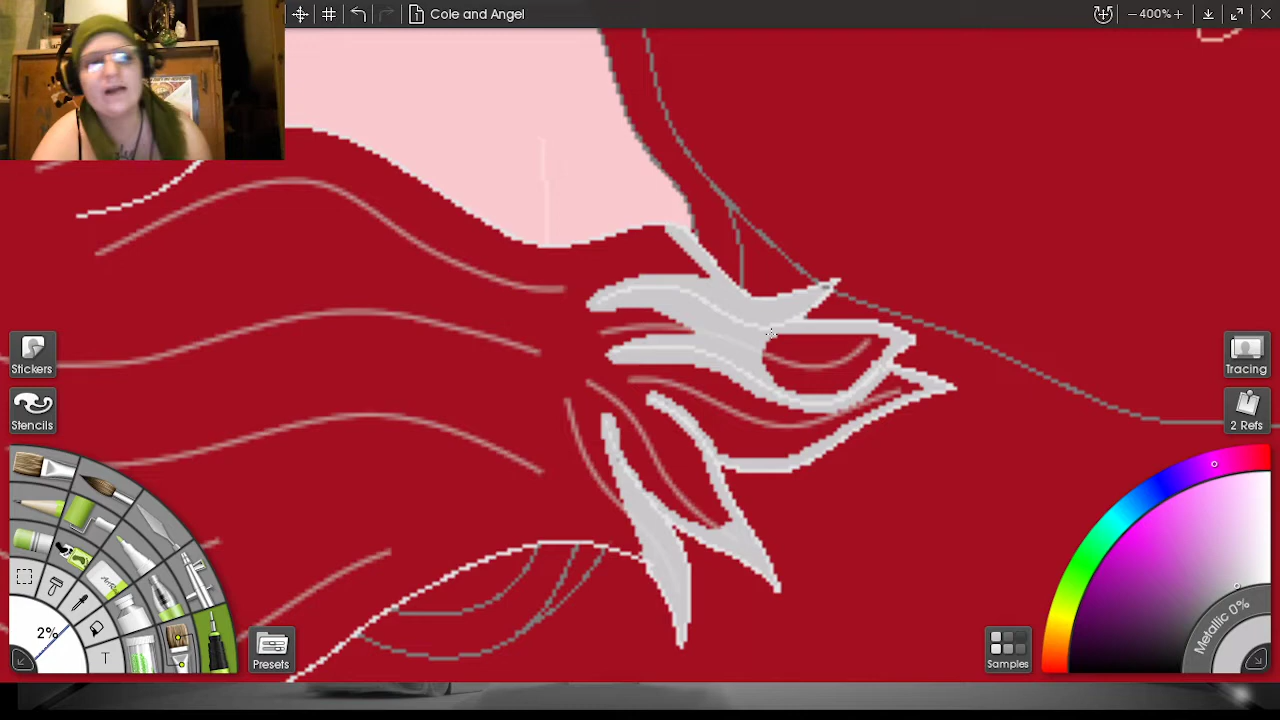 Cole and Angel
400%
Stickers
Stencils
Tracing
2 Refs
2%
T
Presets
Samples
Metallic 0%